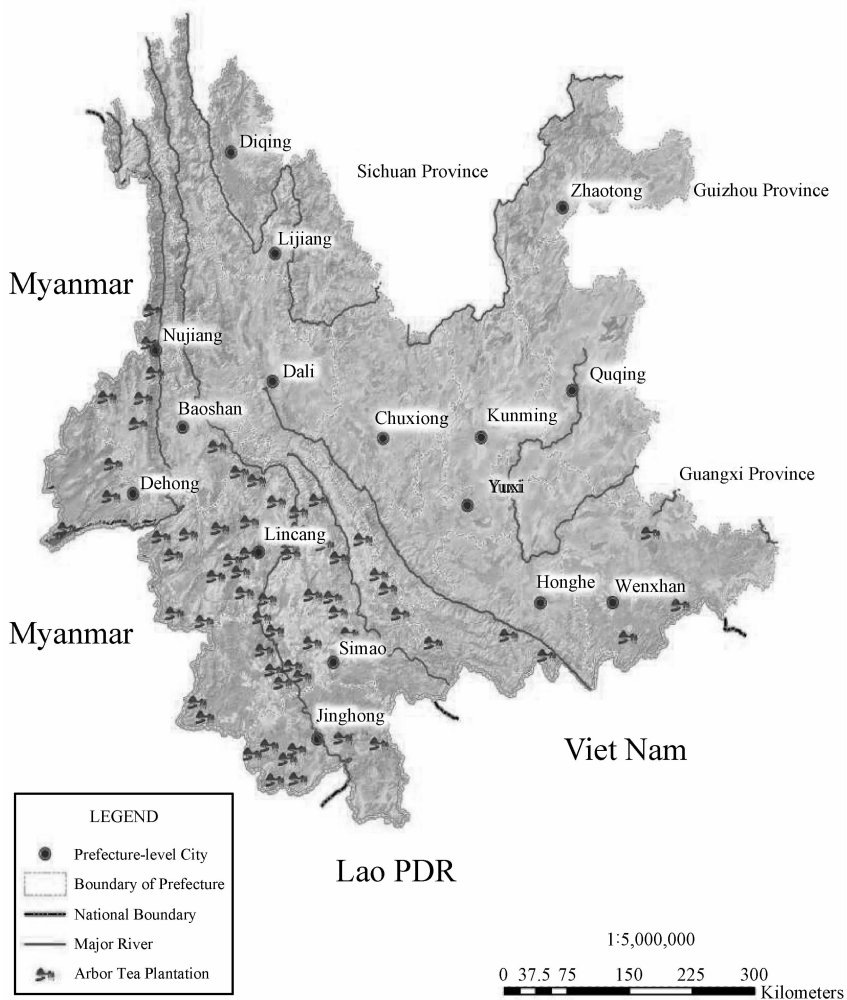 Diqing
Sichuan Province
Zhaotong
Guizhou Province
Lijiang
Myanmar
Nujiang
Dali
Quqing
Baoshan
Chuxiong
Kunming
Guangxi Province
Dehong
Yuxi
Lincang
Honghe
Wenxhan
Myanmar
Simao
Jinghong
Viet Nam
LEGEND
Prefecture-level City
Boundary of Prefecture
National Boundary
Major River
Arbor Tea Plantation
Lao PDR
1:5,000,000
0 37.5 75 150 225 300
Kilometers